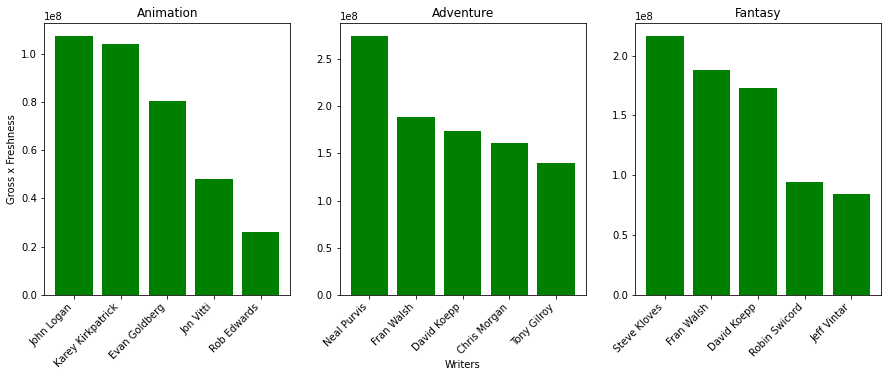 Animation
1e8
1.0
0.8
0.6
0.4
0.2
0.0
Gross x Freshness
John Logan
Karey Kirkpatrick
Evan Goldberg
Jon Vitti
Rob Edwards
Adventure
1e8
2.5
2.0
1.5
1.0
0.5
0.0
Neal Purvis
Fran Walsh
David Koepp
Chris Morgan
Tony Gilroy
Writers
Fantasy
1e8
2.0
1.5
1.0
0.5
0.0
Steve Kloves
Fran Walsh
David Koepp
Robin Swicord
Jeff Vintar